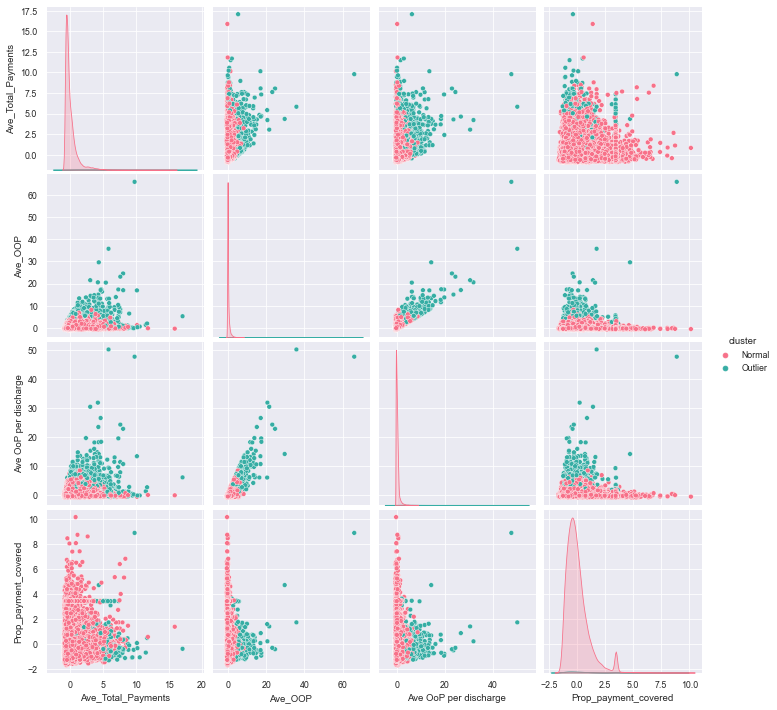 17.5
15.0
12.5
10.0
7.5
5.0
2.5
0.0
Ave_Total_Payments
60
50
40
30
20
10
0
Ave_OOP
50
40
30
20
10
0
Ave OoP per discharge
cluster
Normal
Outlier
10
8
6
4
2
0
−2
Prop_payment_covered
0 5 10 15 20
0 20 40 60
0 20 40
−2.5 0.0 2.5 5.0 7.5 10.0
Ave_Total_Payments
Ave_OOP
Ave OoP per discharge
Prop_payment_covered